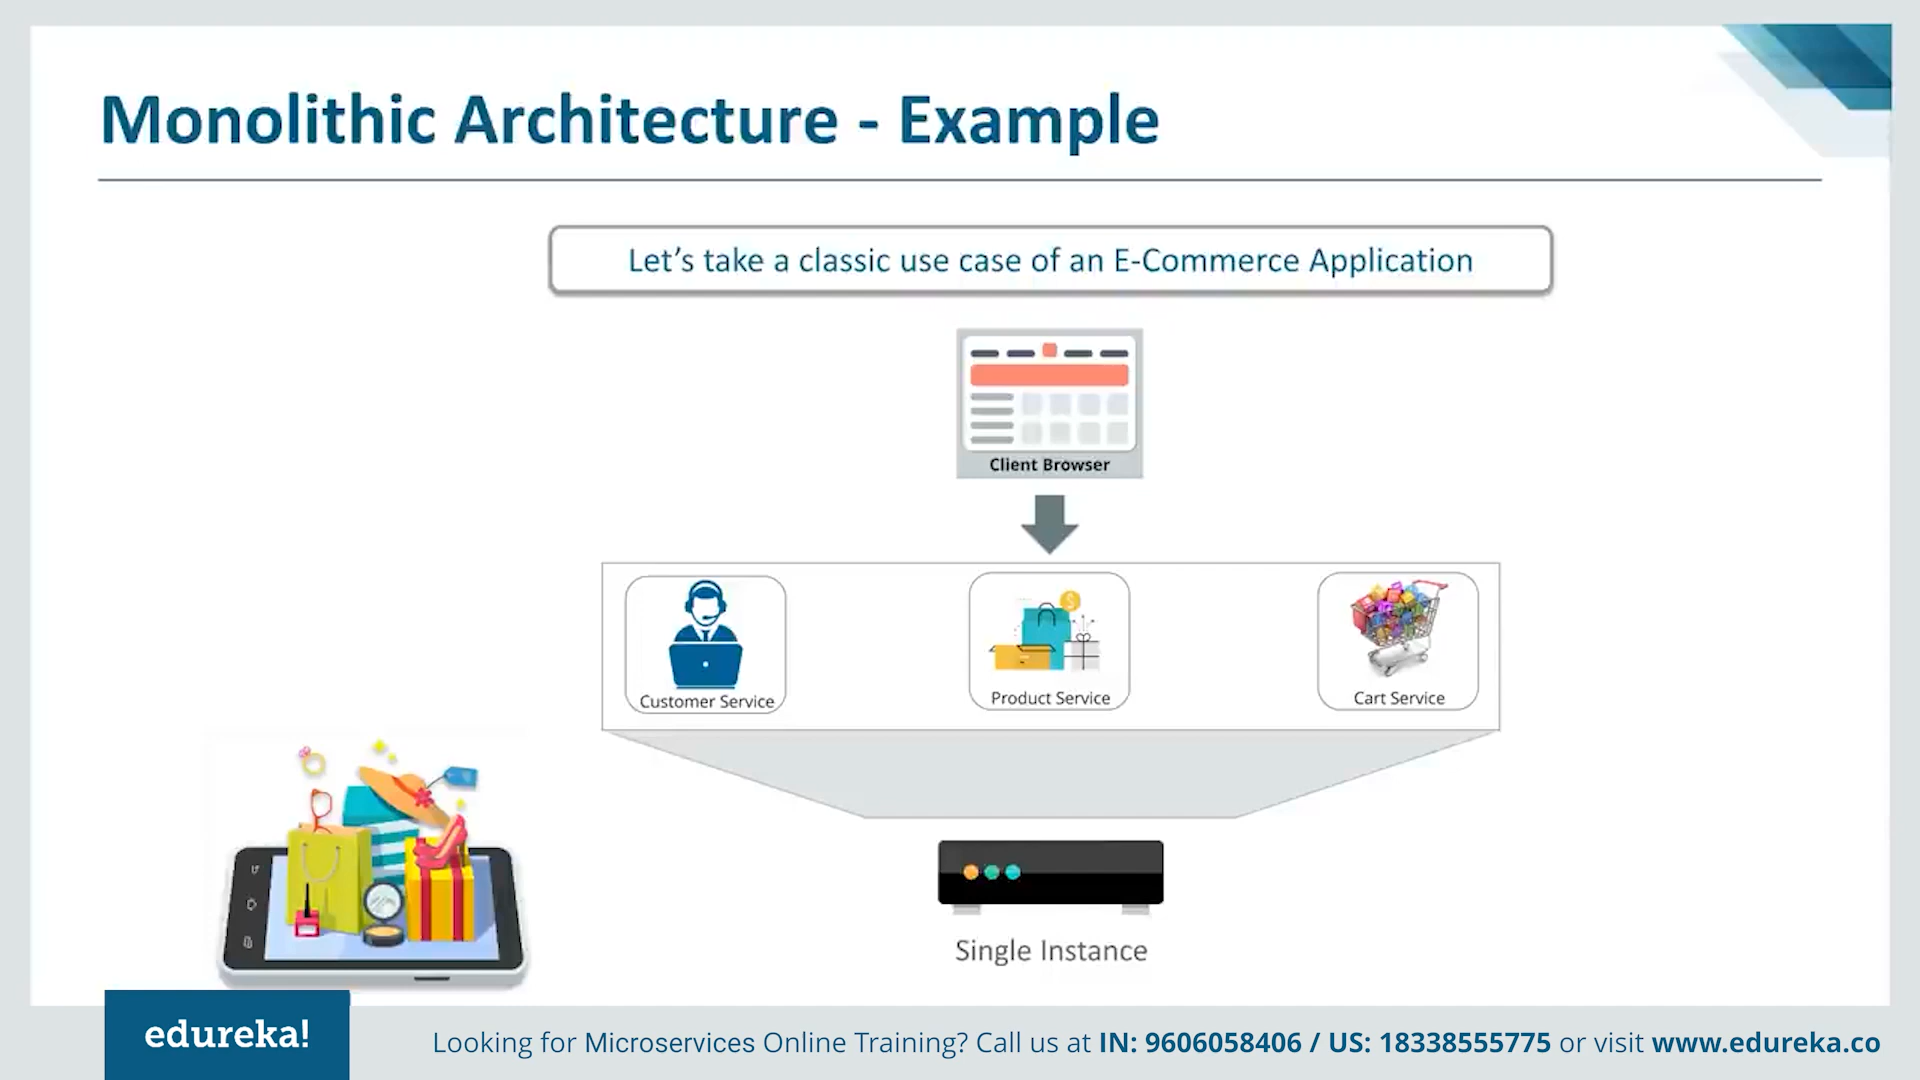 Monolithic Architecture - Example
Let's take a classic use case of an E-Commerce Application
Client Browser
Customer Service
Product Service
Cart Service
Single Instance
edureka!
Looking for Microservices Online Training? Call us at IN: 9606058406 / US: 18338555775 or visit www.edureka.co